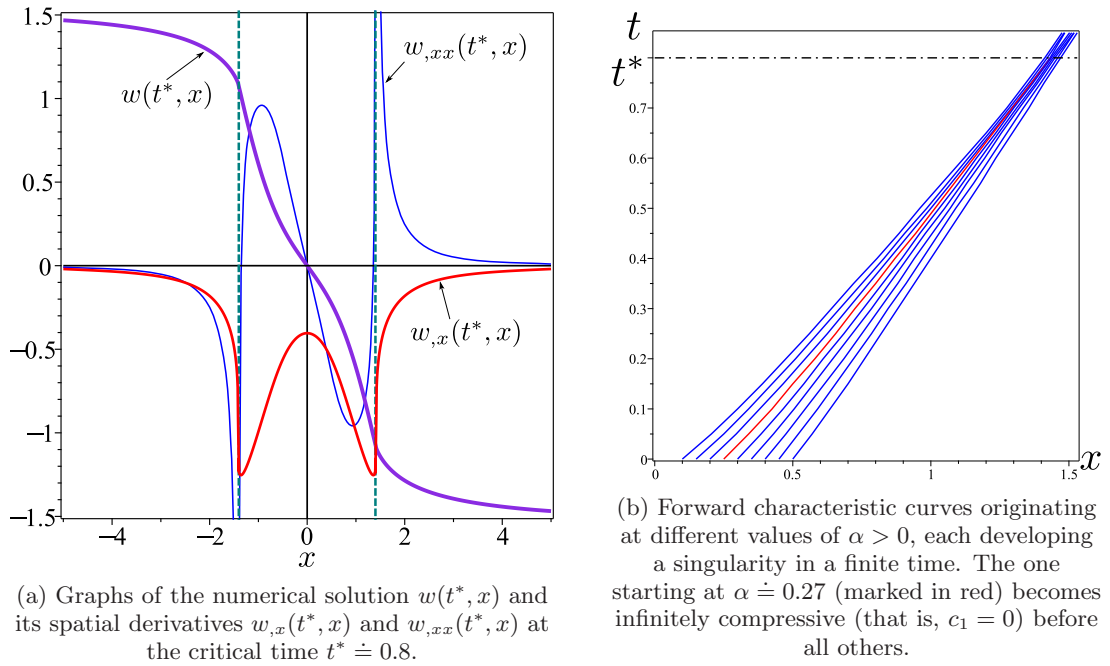 1.5
1
0.5
0
−0.5
−1
−1.5
−4
−2
0
2
4
x
w(t*, x)
w,xx(t*, x)
w,x(t*, x)
(a) Graphs of the numerical solution w(t*, x) and
its spatial derivatives w,x(t*, x) and w,xx(t*, x) at
the critical time t* ≐ 0.8.
t
t*
0.7
0.6
0.5
0.4
0.3
0.2
0.1
0
0
0.5
1
1.5
x
(b) Forward characteristic curves originating
at different values of α > 0, each developing
a singularity in a finite time. The one
starting at α ≐ 0.27 (marked in red) becomes
infinitely compressive (that is, c₁ = 0) before
all others.